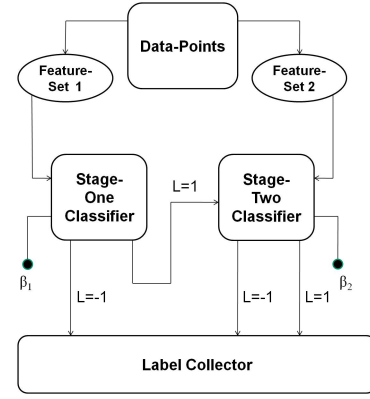 Data-Points
Feature-
Set 1
Feature-
Set 2
Stage-
One
Classifier
L=1
Stage-
Two
Classifier
β1
L=-1
L=-1
L=1
β2
Label Collector